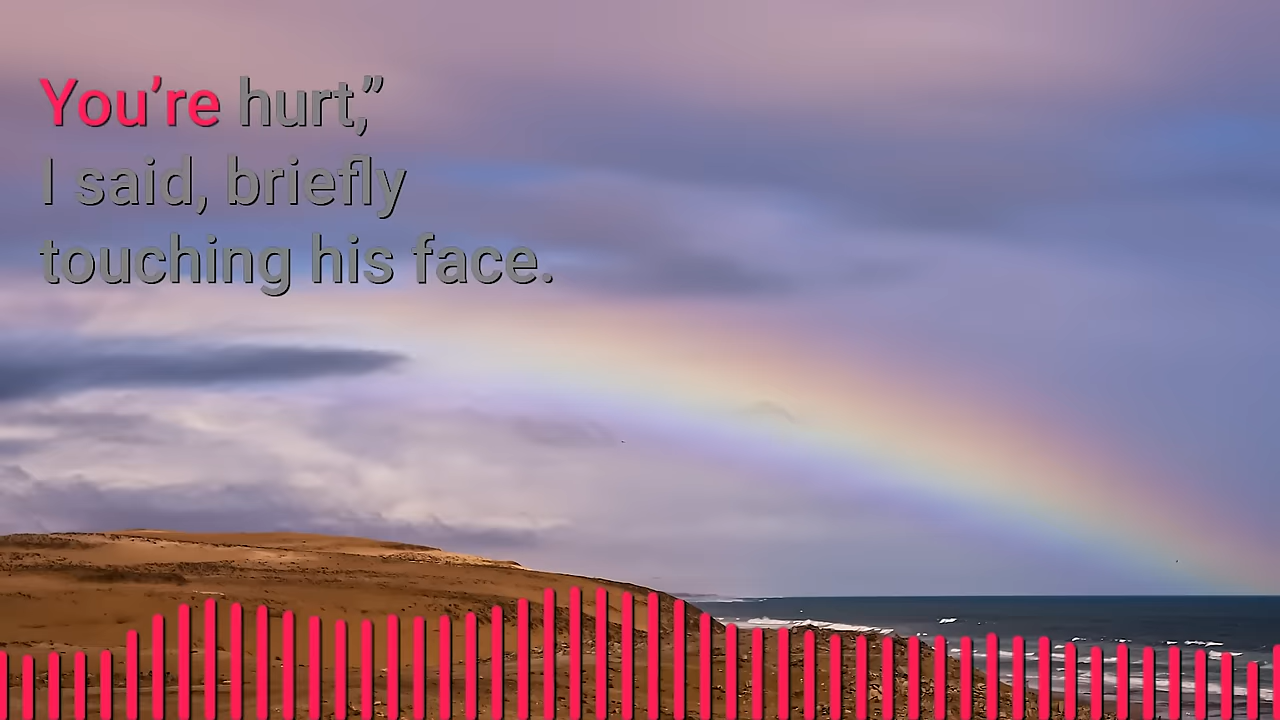 You’re hurt,”
I said, briefly
touching his face.